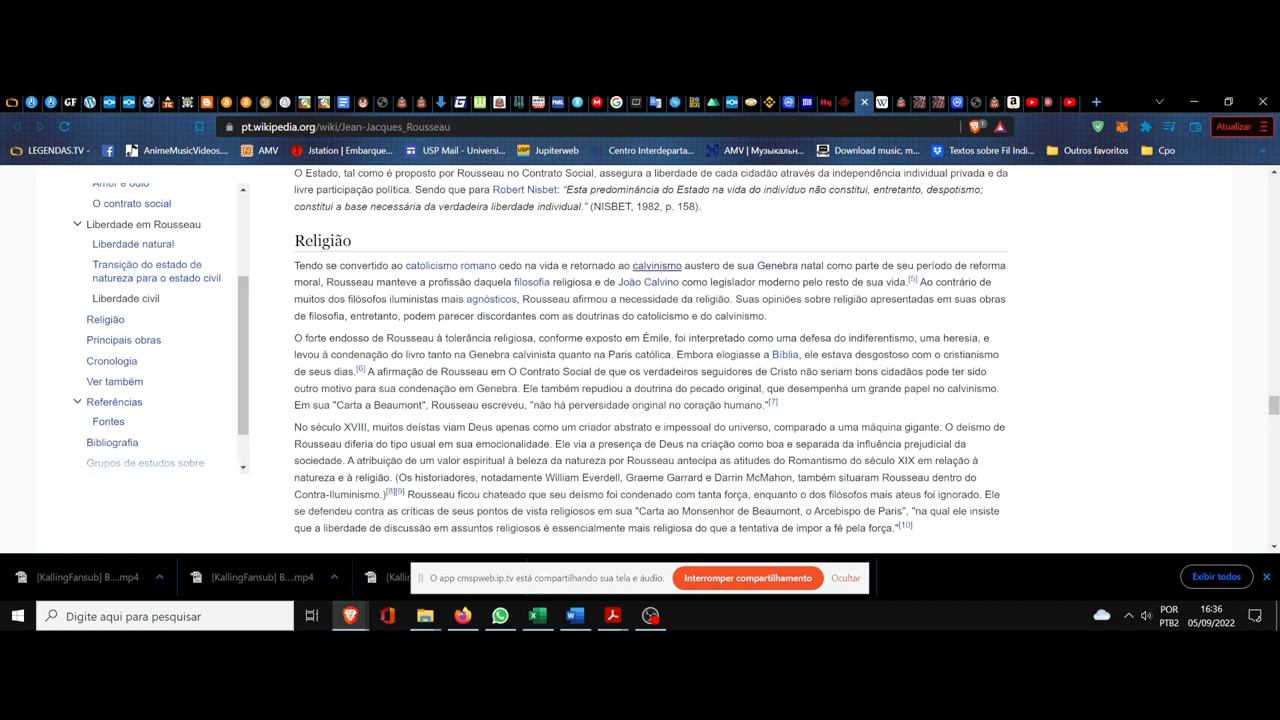 pt.wikipedia.org/wiki/Jean-Jacques_Rousseau
Atualizar
LEGENDAS.TV -
AnimeMusicVideos...
AMV
Jstation | Embarque...
USP Mail - Universi...
Jupiterweb
Centro Interdeparta...
AMV | Музыкальн...
Download music, m...
Textos sobre Fil Indi...
Outros favoritos
Cpo
Amor e ódio
O contrato social
Liberdade em Rousseau
Liberdade natural
Transição do estado de
natureza para o estado civil
Liberdade civil
Religião
Principais obras
Cronologia
Ver também
Referências
Fontes
Bibliografia
Grupos de estudos sobre
O Estado, tal como é proposto por Rousseau no Contrato Social, assegura a liberdade de cada cidadão através da independência individual privada e da
livre participação política. Sendo que para Robert Nisbet: “Esta predominância do Estado na vida do indivíduo não constitui, entretanto, despotismo;
constitui a base necessária da verdadeira liberdade individual.” (NISBET, 1982, p. 158).
Religião
Tendo se convertido ao catolicismo romano cedo na vida e retornado ao calvinismo austero de sua Genebra natal como parte de seu período de reforma
moral, Rousseau manteve a profissão daquela filosofia religiosa e de João Calvino como legislador moderno pelo resto de sua vida.[5] Ao contrário de
muitos dos filósofos iluministas mais agnósticos, Rousseau afirmou a necessidade da religião. Suas opiniões sobre religião apresentadas em suas obras
de filosofia, entretanto, podem parecer discordantes com as doutrinas do catolicismo e do calvinismo.
O forte endosso de Rousseau à tolerância religiosa, conforme exposto em Émile, foi interpretado como uma defesa do indiferentismo, uma heresia, e
levou à condenação do livro tanto na Genebra calvinista quanto na Paris católica. Embora elogiasse a Bíblia, ele estava desgostoso com o cristianismo
de seus dias.[6] A afirmação de Rousseau em O Contrato Social de que os verdadeiros seguidores de Cristo não seriam bons cidadãos pode ter sido
outro motivo para sua condenação em Genebra. Ele também repudiou a doutrina do pecado original, que desempenha um grande papel no calvinismo.
Em sua "Carta a Beaumont", Rousseau escreveu, "não há perversidade original no coração humano."[7]
No século XVIII, muitos deístas viam Deus apenas como um criador abstrato e impessoal do universo, comparado a uma máquina gigante. O deísmo de
Rousseau diferia do tipo usual em sua emocionalidade. Ele via a presença de Deus na criação como boa e separada da influência prejudicial da
sociedade. A atribuição de um valor espiritual à beleza da natureza por Rousseau antecipa as atitudes do Romantismo do século XIX em relação à
natureza e à religião. (Os historiadores, notadamente William Everdell, Graeme Garrard e Darrin McMahon, também situaram Rousseau dentro do
Contra-Iluminismo.)[8][9] Rousseau ficou chateado que seu deísmo foi condenado com tanta força, enquanto o dos filósofos mais ateus foi ignorado. Ele
se defendeu contra as críticas de seus pontos de vista religiosos em sua "Carta ao Monsenhor de Beaumont, o Arcebispo de Paris", "na qual ele insiste
que a liberdade de discussão em assuntos religiosos é essencialmente mais religiosa do que a tentativa de impor a fé pela força."[10]
[KallingFansub] B....mp4
[KallingFansub] B....mp4
[Kalli
O app cmspweb.ip.tv está compartilhando sua tela e áudio.
Interromper compartilhamento
Ocultar
Exibir todos
Digite aqui para pesquisar
POR
PTB2
16:36
05/09/2022